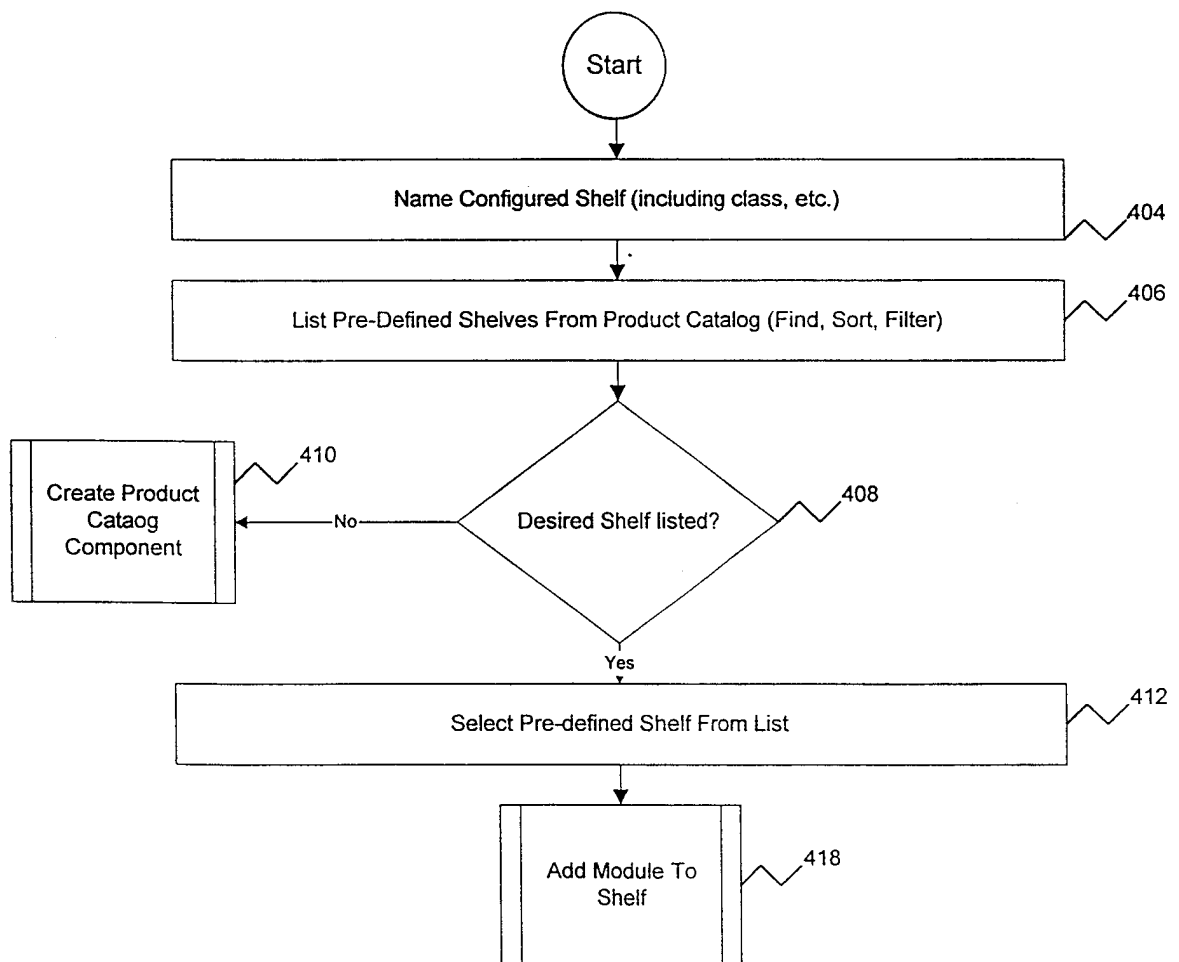 Start
Name Configured Shelf (including class, etc.)
404
List Pre-Defined Shelves From Product Catalog (Find, Sort, Filter)
406
410
Create Product
Cataog
Component
No
Desired Shelf listed?
408
Yes
Select Pre-defined Shelf From List
412
Add Module To
Shelf
418